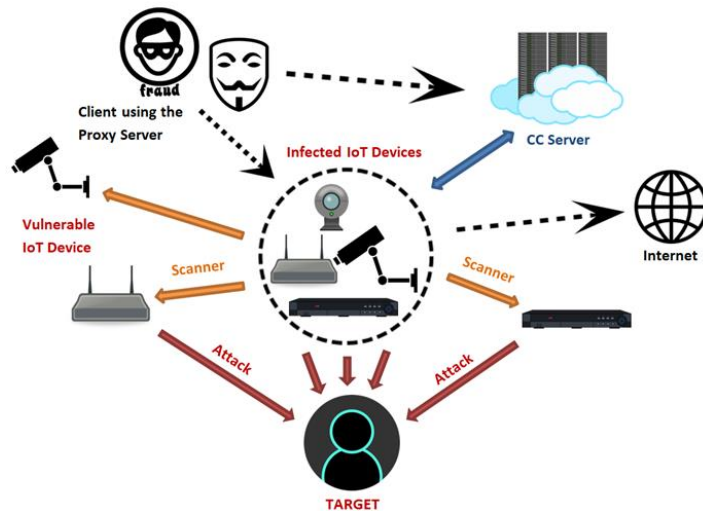 fraud
Client using the
Proxy Server
CC Server
Infected IoT Devices
Vulnerable
IoT Device
Internet
Scanner
Scanner
Attack
Attack
TARGET